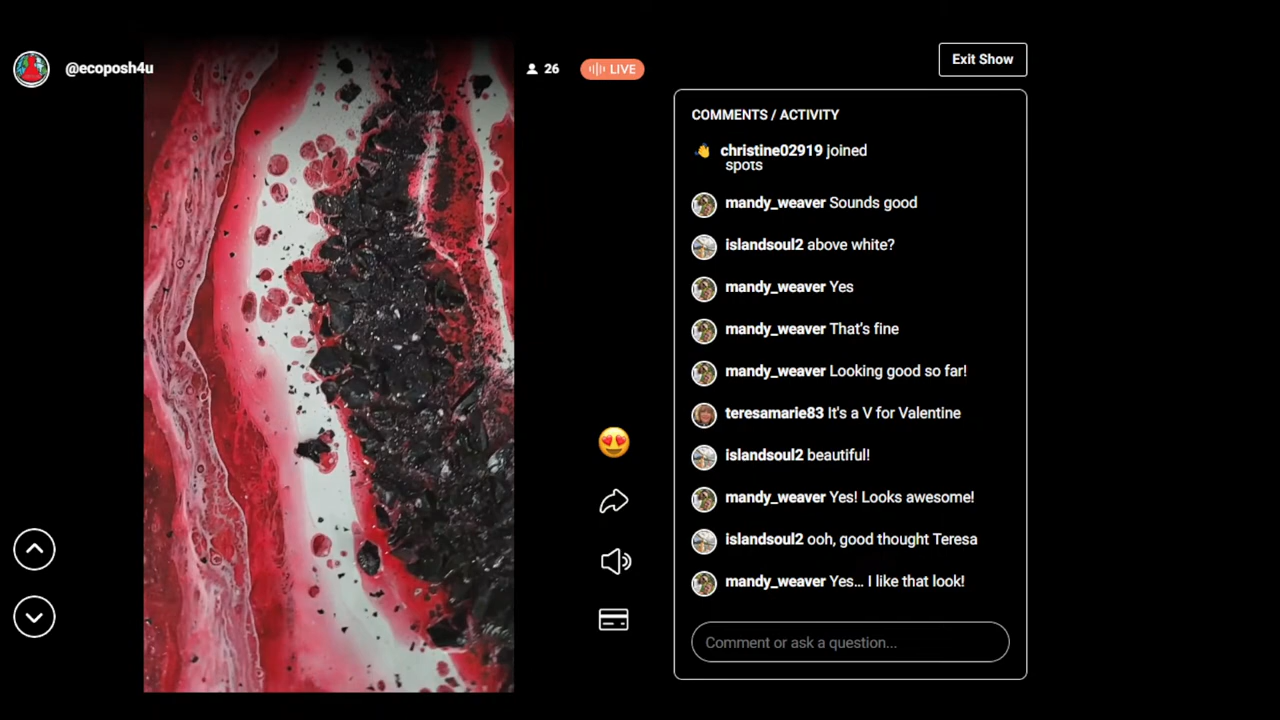 @ecoposh4u
26
LIVE
Exit Show
COMMENTS / ACTIVITY
christine02919 joined
spots
mandy_weaver Sounds good
islandsoul2 above white?
mandy_weaver Yes
mandy_weaver That's fine
mandy_weaver Looking good so far!
teresamarie83 It's a V for Valentine
islandsoul2 beautiful!
mandy_weaver Yes! Looks awesome!
islandsoul2 ooh, good thought Teresa
mandy_weaver Yes... I like that look!
Comment or ask a question...